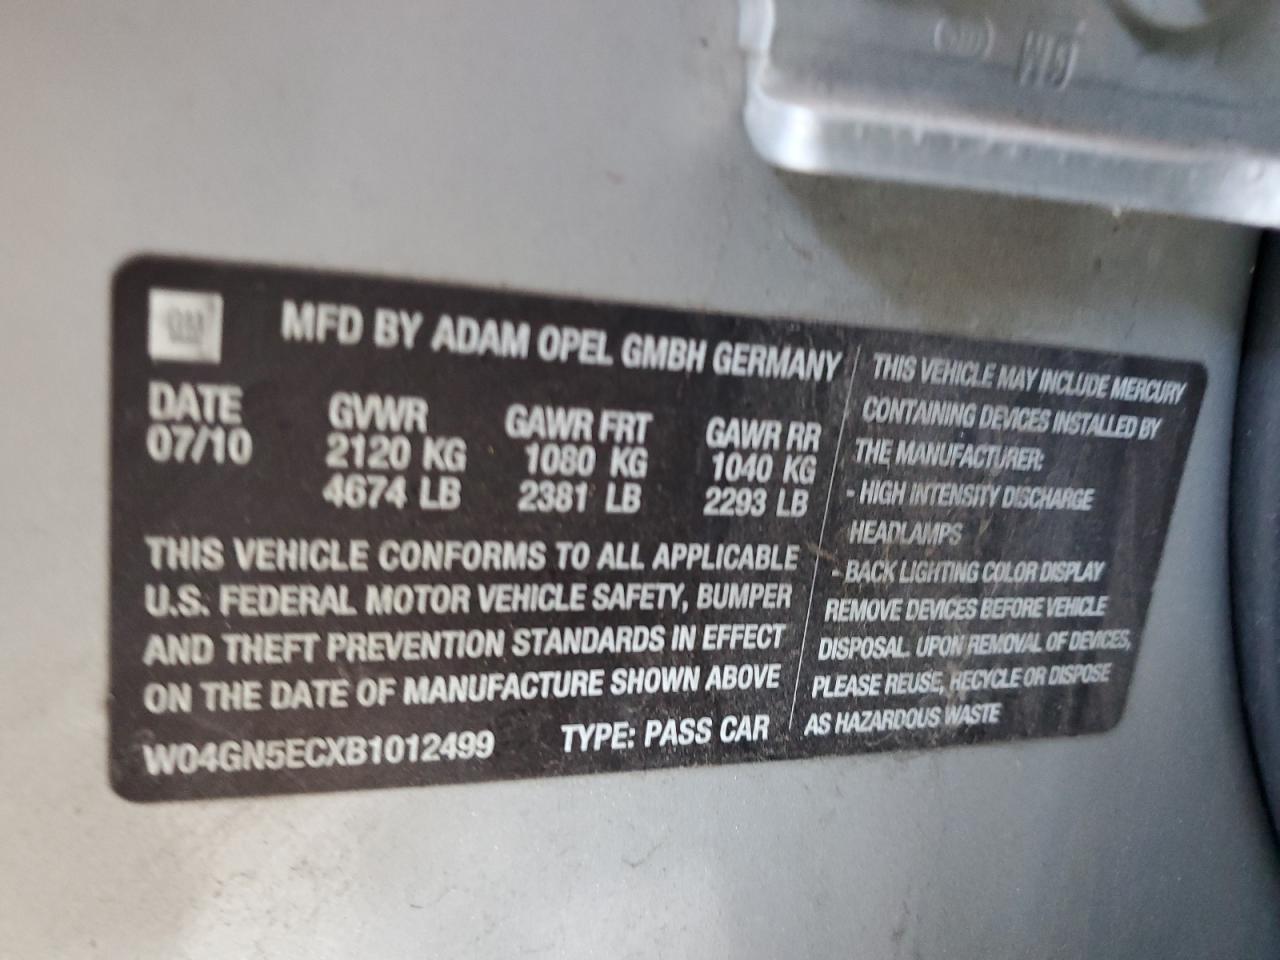 GM
MFD BY ADAM OPEL GMBH GERMANY
DATE
07/10
GVWR
2120 KG
4674 LB
GAWR FRT
1080 KG
2381 LB
GAWR RR
1040 KG
2293 LB
THIS VEHICLE CONFORMS TO ALL APPLICABLE
U.S. FEDERAL MOTOR VEHICLE SAFETY, BUMPER
AND THEFT PREVENTION STANDARDS IN EFFECT
ON THE DATE OF MANUFACTURE SHOWN ABOVE
W04GN5ECXB1012499
TYPE: PASS CAR
THIS VEHICLE MAY INCLUDE MERCURY
CONTAINING DEVICES INSTALLED BY
THE MANUFACTURER:
- HIGH INTENSITY DISCHARGE
HEADLAMPS
- BACK LIGHTING COLOR DISPLAY
REMOVE DEVICES BEFORE VEHICLE
DISPOSAL. UPON REMOVAL OF DEVICES,
PLEASE REUSE, RECYCLE OR DISPOSE
AS HAZARDOUS WASTE